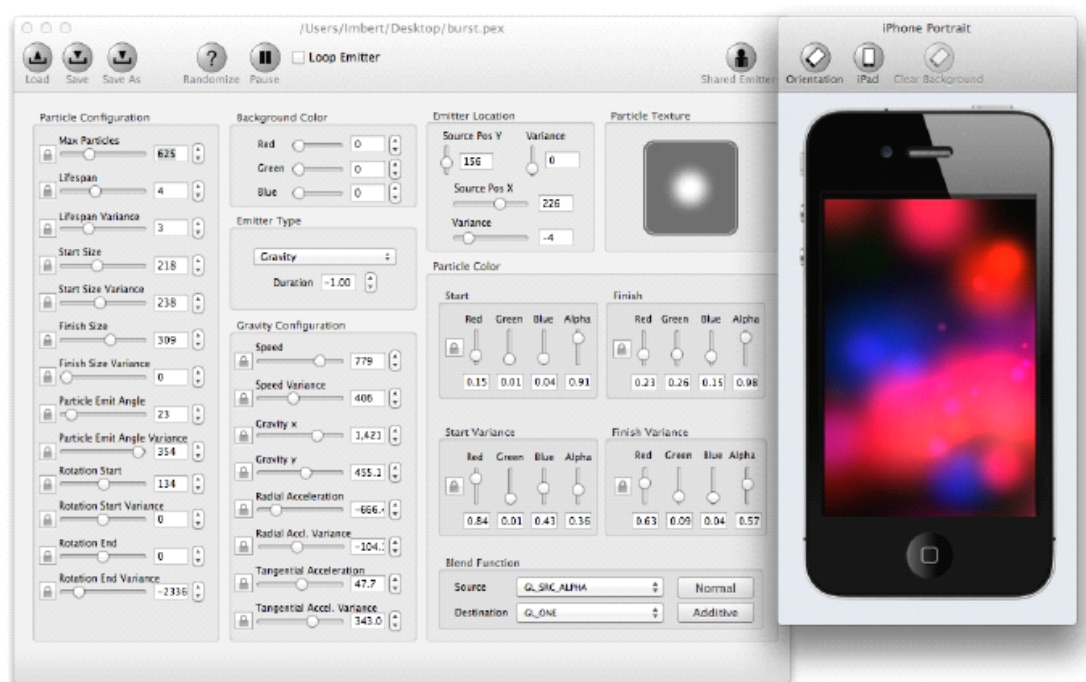 /Users/Imbert/Desktop/burst.pex
Load
Save
Save As
Randomize
Pause
Loop Emitter
Shared Emitters
Particle Configuration
Max Particles
625
Lifespan
4
Lifespan Variance
3
Start Size
218
Start Size Variance
238
Finish Size
309
Finish Size Variance
0
Particle Emit Angle
23
Particle Emit Angle Variance
354
Rotation Start
134
Rotation Start Variance
0
Rotation End
0
Rotation End Variance
-2336
Background Color
Red 0
Green 0
Blue 0
Emitter Type
Gravity
Duration -1.00
Gravity Configuration
Speed
779
Speed Variance
406
Gravity x
1,421
Gravity y
455.1
Radial Acceleration
-666.
Radial Accl. Variance
-104.
Tangential Acceleration
47.7
Tangential Accel. Variance
343.0
Emitter Location
Source Pos Y Variance
156 0
Source Pos X
226
Variance
-4
Particle Texture
Particle Color
Start
Red Green Blue Alpha
0.15 0.01 0.04 0.91
Finish
Red Green Blue Alpha
0.23 0.26 0.15 0.98
Start Variance
Red Green Blue Alpha
0.84 0.01 0.43 0.36
Finish Variance
Red Green Blue Alpha
0.63 0.09 0.04 0.57
Blend Function
Source GL_SRC_ALPHA Normal
Destination GL_ONE Additive
iPhone Portrait
Orientation
iPad
Clear Background